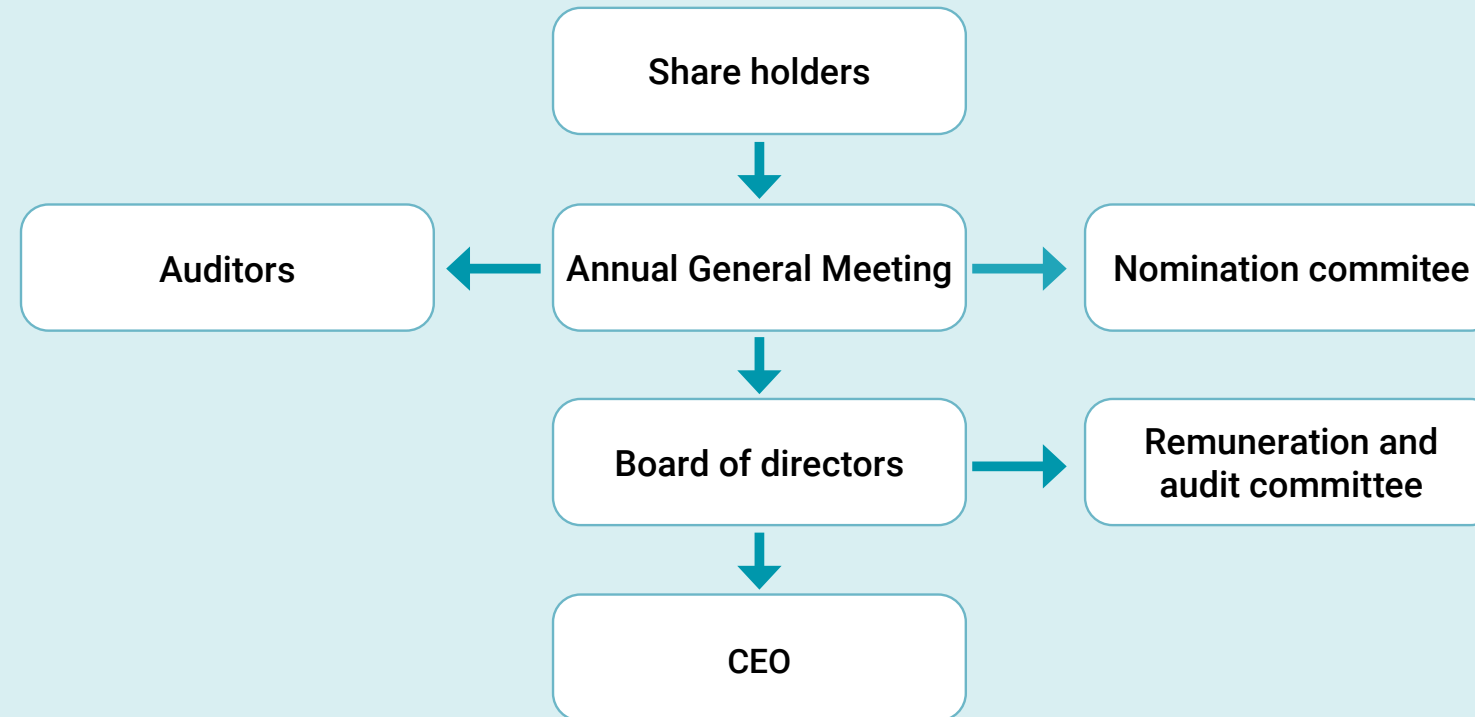 Share holders
Auditors
Annual General Meeting
Nomination commitee
Board of directors
Remuneration and
audit committee
CEO